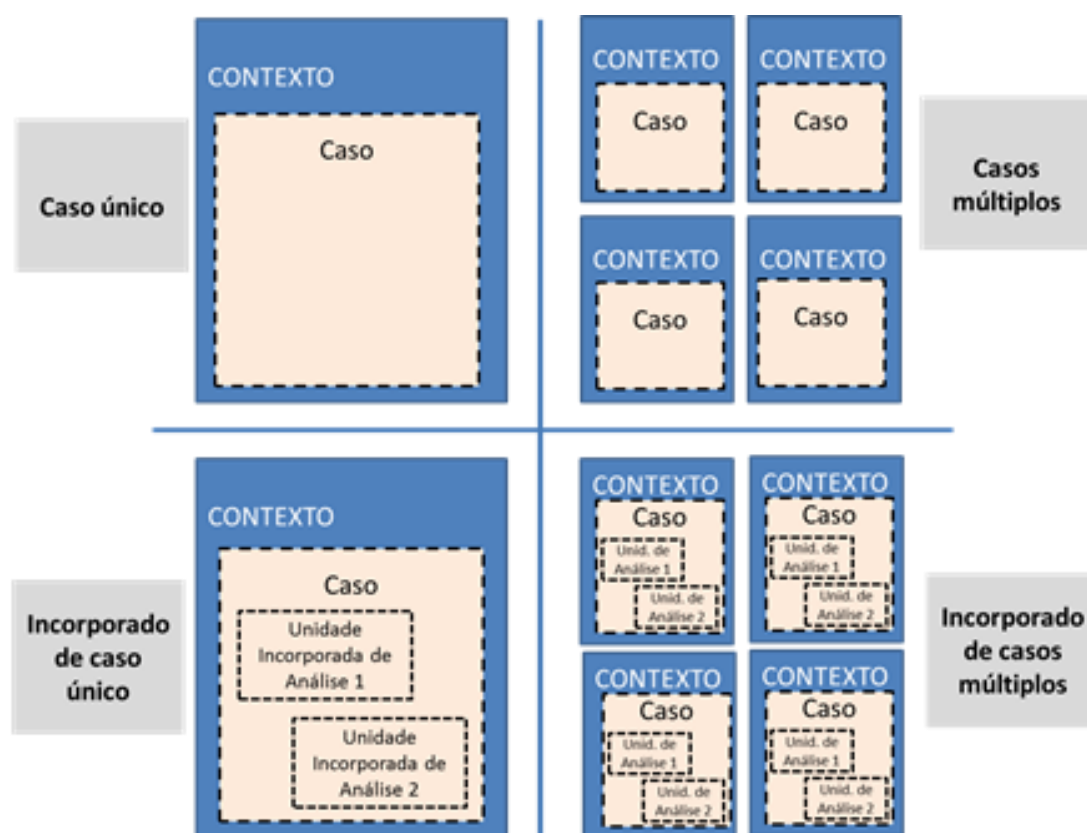 CONTEXTO
Caso
Caso único
CONTEXTO
Caso
CONTEXTO
Caso
CONTEXTO
Caso
CONTEXTO
Caso
Casos
múltiplos
CONTEXTO
Caso
Unidade
Incorporada de
Análise 1
Unidade
Incorporada de
Análise 2
Incorporado
de caso
único
CONTEXTO
Caso
Unid. de
Análise 1
Unid. de
Análise 2
CONTEXTO
Caso
Unid. de
Análise 1
Unid. de
Análise 2
CONTEXTO
Caso
Unid. de
Análise 1
Unid. de
Análise 2
CONTEXTO
Caso
Unid. de
Análise 1
Unid. de
Análise 2
Incorporado
de casos
múltiplos